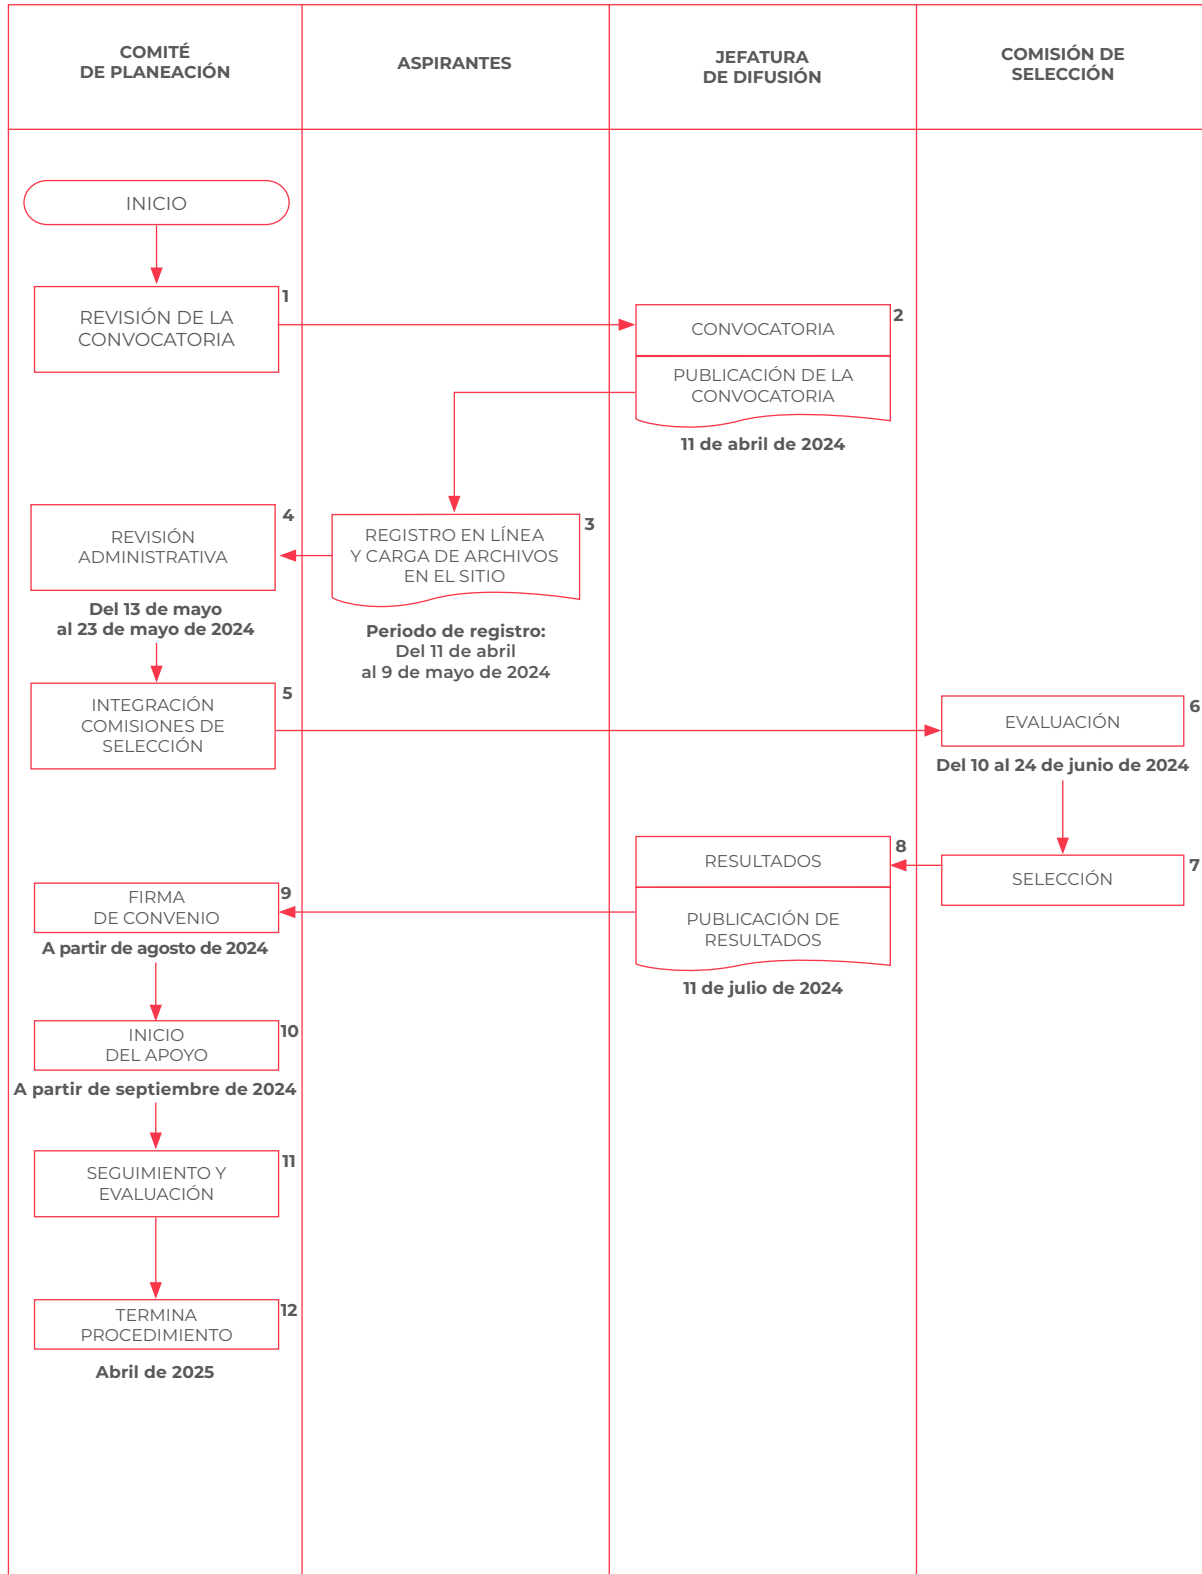 COMITÉ
DE PLANEACIÓN
ASPIRANTES
JEFATURA
DE DIFUSIÓN
COMISIÓN DE
SELECCIÓN
INICIO
1
REVISIÓN DE LA
CONVOCATORIA
2
CONVOCATORIA
PUBLICACIÓN DE LA
CONVOCATORIA
11 de abril de 2024
3
REGISTRO EN LÍNEA
Y CARGA DE ARCHIVOS
EN EL SITIO
Periodo de registro:
Del 11 de abril
al 9 de mayo de 2024
4
REVISIÓN
ADMINISTRATIVA
Del 13 de mayo
al 23 de mayo de 2024
5
INTEGRACIÓN
COMISIONES DE
SELECCIÓN
6
EVALUACIÓN
Del 10 al 24 de junio de 2024
7
SELECCIÓN
8
RESULTADOS
PUBLICACIÓN DE
RESULTADOS
11 de julio de 2024
9
FIRMA
DE CONVENIO
A partir de agosto de 2024
10
INICIO
DEL APOYO
A partir de septiembre de 2024
11
SEGUIMIENTO Y
EVALUACIÓN
12
TERMINA
PROCEDIMIENTO
Abril de 2025